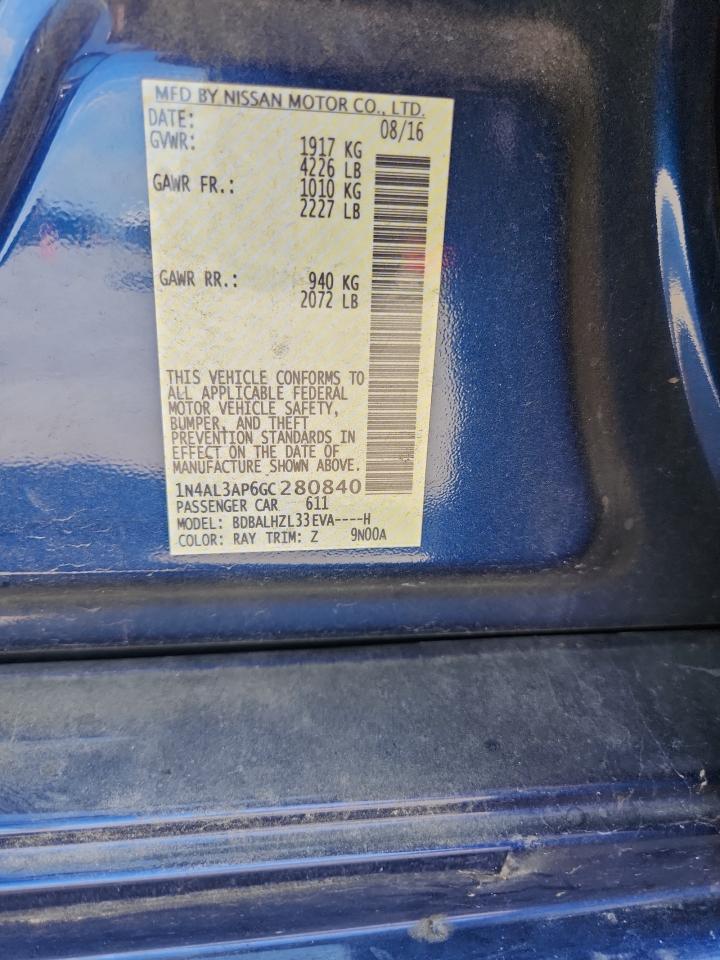 MFD BY NISSAN MOTOR CO., LTD.
DATE: 08/16
GVWR: 1917 KG
4226 LB
GAWR FR.: 1010 KG
2227 LB
GAWR RR.: 940 KG
2072 LB
THIS VEHICLE CONFORMS TO
ALL APPLICABLE FEDERAL
MOTOR VEHICLE SAFETY,
BUMPER, AND THEFT
PREVENTION STANDARDS IN
EFFECT ON THE DATE OF
MANUFACTURE SHOWN ABOVE.
1N4AL3AP6GC280840
PASSENGER CAR 611
MODEL: BDBALHZL33EVA----H
COLOR: RAY TRIM: Z 9N00A